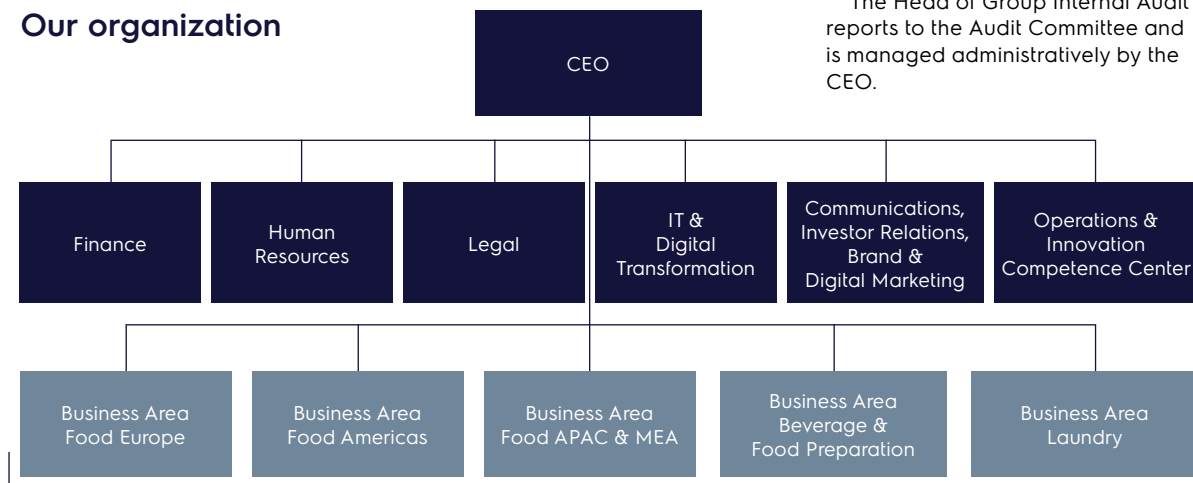 Our organization
The Head of Group Internal Audit
reports to the Audit Committee and
is managed administratively by the
CEO.
CEO
Finance
Human
Resources
Legal
IT &
Digital
Transformation
Communications,
Investor Relations,
Brand &
Digital Marketing
Operations &
Innovation
Competence Center
Business Area
Food Europe
Business Area
Food Americas
Business Area
Food APAC & MEA
Business Area
Beverage &
Food Preparation
Business Area
Laundry